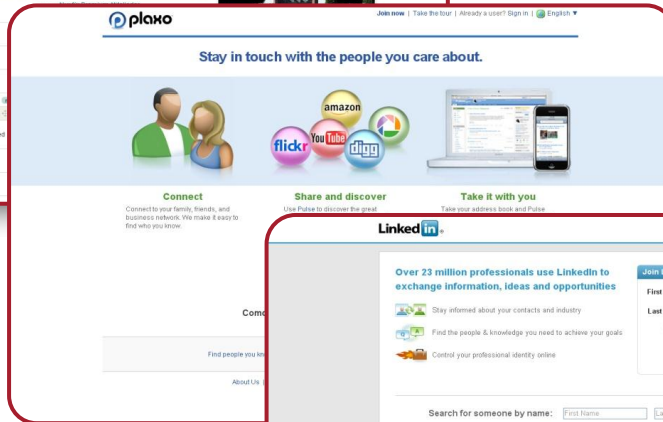 plaxo
Join now | Take the tour | Already a user? Sign in | English ▼
Stay in touch with the people you care about.
amazon
flickr
You Tube
digg
Connect
Share and discover
Take it with you
Connect to your family, friends, and
business network. We make it easy to
find who you know.
Use Pulse to discover the great
Take your address book and Pulse
Find people you
About Us |
Linked in
Over 23 million professionals use LinkedIn to
exchange information, ideas and opportunities
Stay informed about your contacts and industry
Find the people & knowledge you need to achieve your goals
Control your professional identity online
Join
First
Last
Search for someone by name: First Name